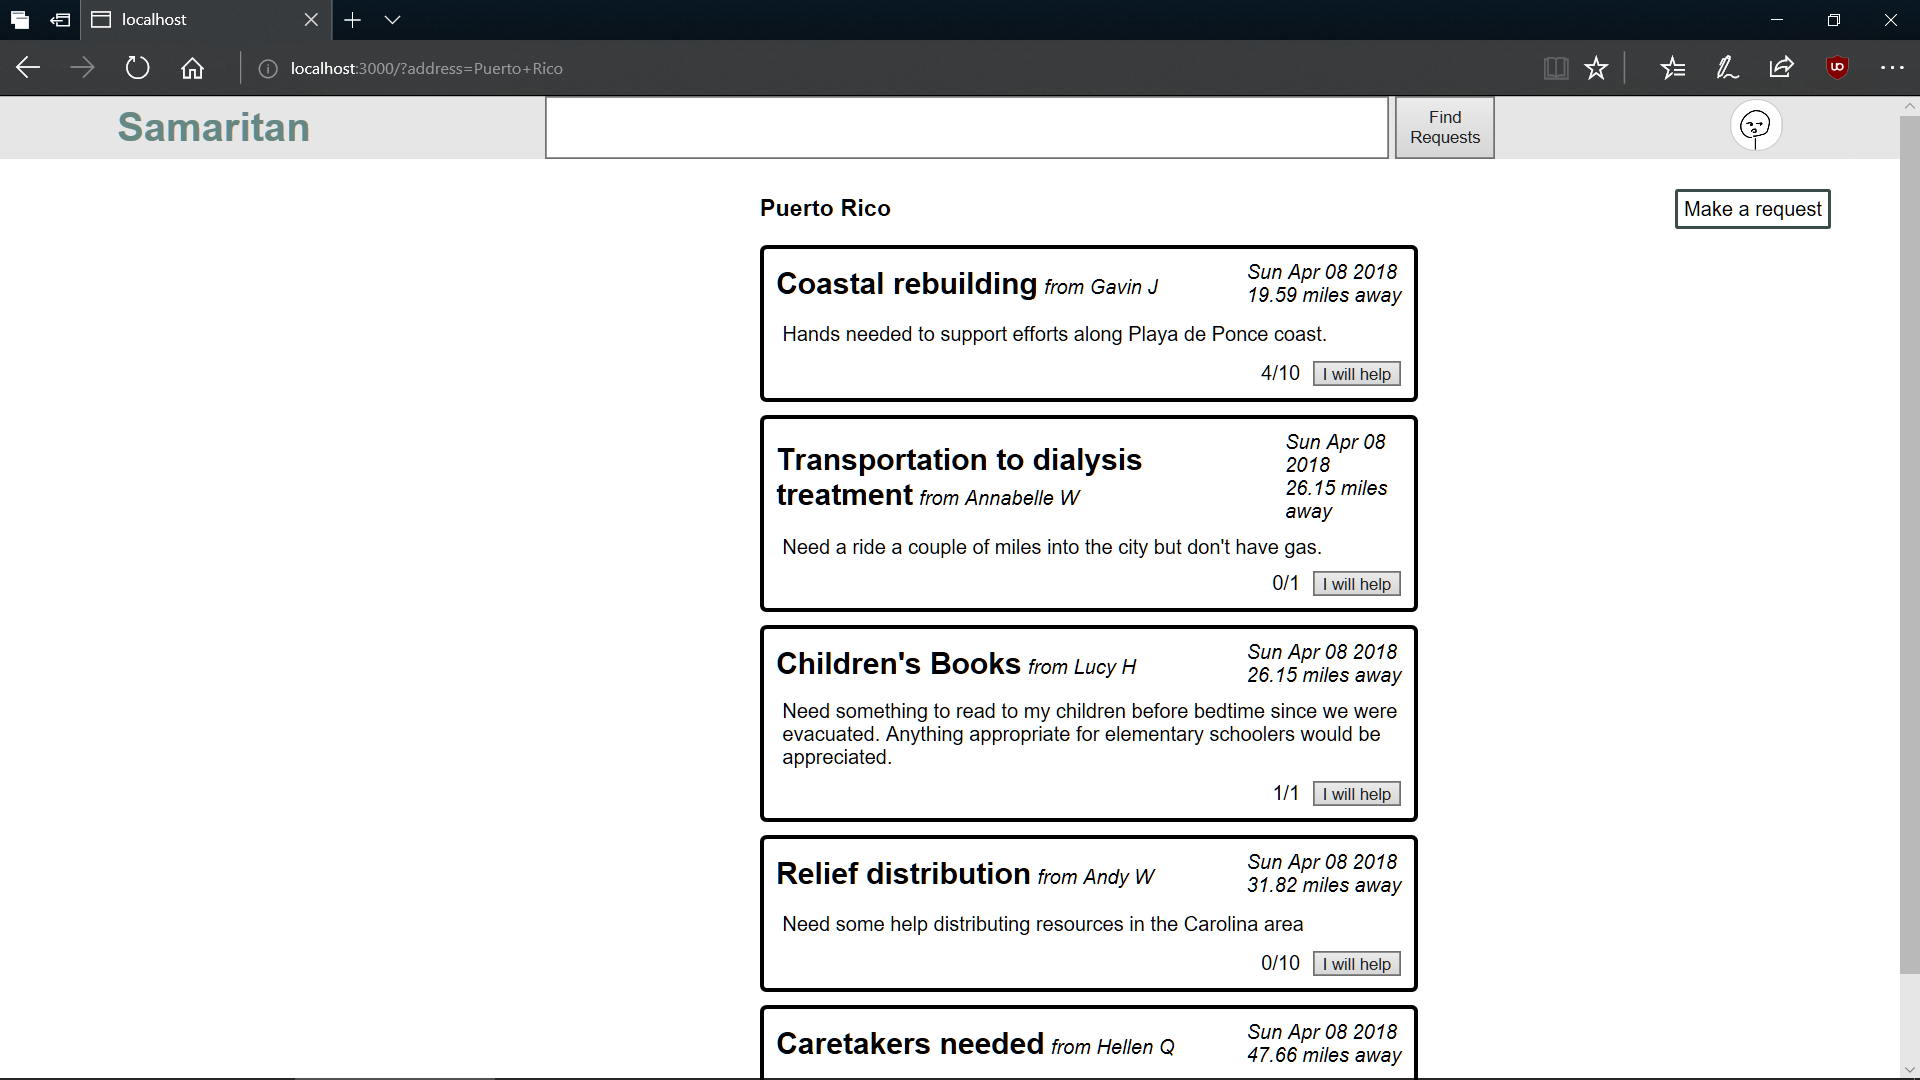 localhost
localhost:3000/?address=Puerto+Rico
UO
Samaritan
Find
Requests
Puerto Rico
Make a request
Coastal rebuilding from Gavin J
Sun Apr 08 2018
19.59 miles away
Hands needed to support efforts along Playa de Ponce coast.
4/10 I will help
Transportation to dialysis
treatment from Annabelle W
Sun Apr 08
2018
26.15 miles
away
Need a ride a couple of miles into the city but don't have gas.
0/1 I will help
Children's Books from Lucy H
Sun Apr 08 2018
26.15 miles away
Need something to read to my children before bedtime since we were
evacuated. Anything appropriate for elementary schoolers would be
appreciated.
1/1 I will help
Relief distribution from Andy W
Sun Apr 08 2018
31.82 miles away
Need some help distributing resources in the Carolina area
0/10 I will help
Caretakers needed from Hellen Q
Sun Apr 08 2018
47.66 miles away